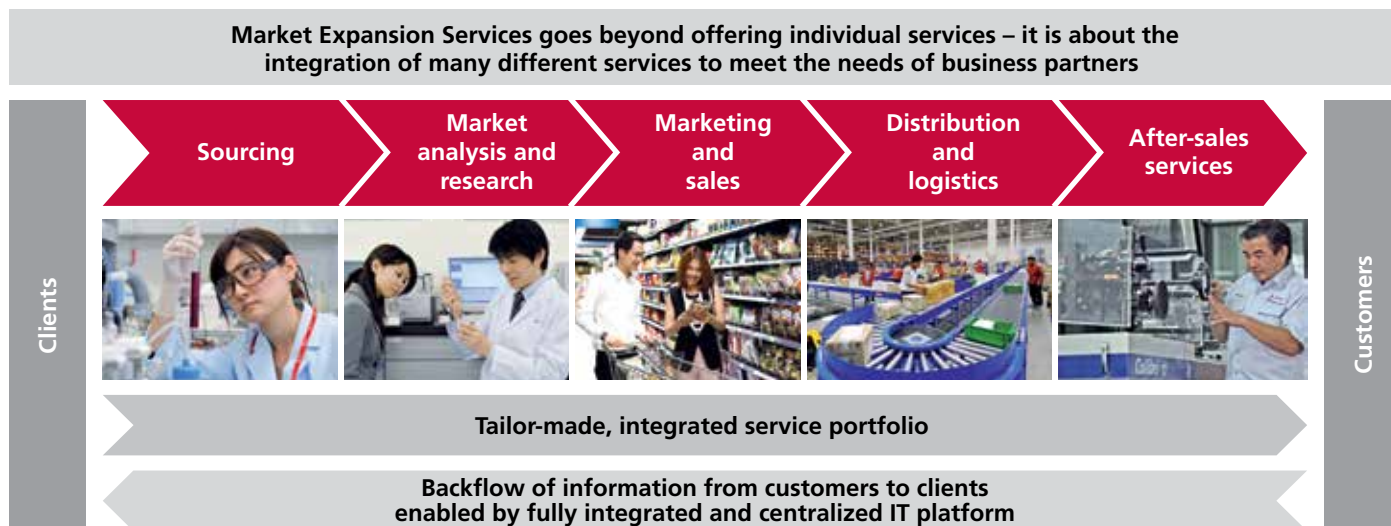 Market Expansion Services goes beyond offering individual services – it is about the
integration of many different services to meet the needs of business partners
Clients
Sourcing
Market
analysis and
research
Marketing
and
sales
Distribution
and
logistics
After-sales
services
Customers
Tailor-made, integrated service portfolio
Backflow of information from customers to clients
enabled by fully integrated and centralized IT platform